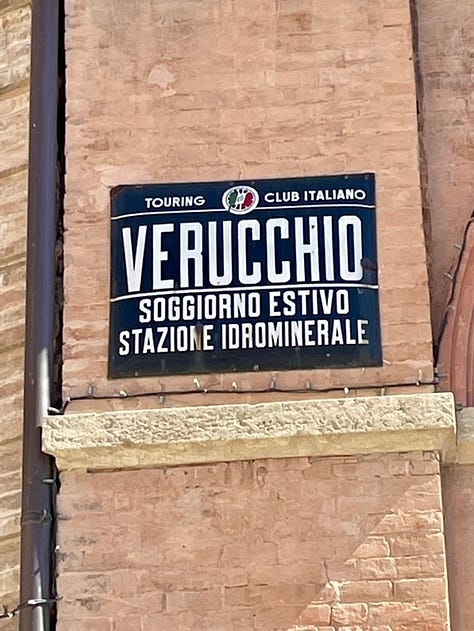 TOURING CLUB ITALIANO
VERUCCHIO
SOGGIORNO ESTIVO
STAZIONE IDROMINERALE